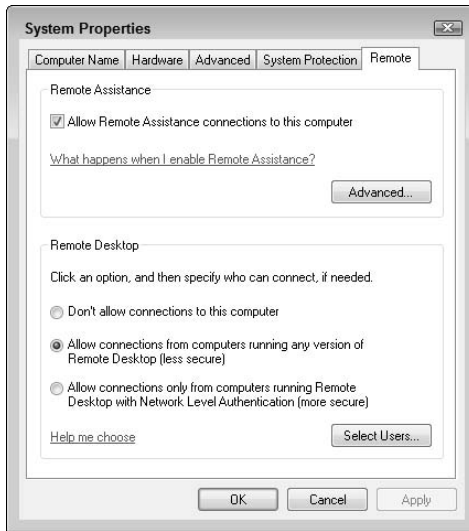 System Properties
Computer Name Hardware Advanced System Protection Remote
Remote Assistance
Allow Remote Assistance connections to this computer
What happens when I enable Remote Assistance?
Advanced...
Remote Desktop
Click an option, and then specify who can connect, if needed.
Don't allow connections to this computer
Allow connections from computers running any version of
Remote Desktop (less secure)
Allow connections only from computers running Remote
Desktop with Network Level Authentication (more secure)
Help me choose
Select Users...
OK Cancel Apply